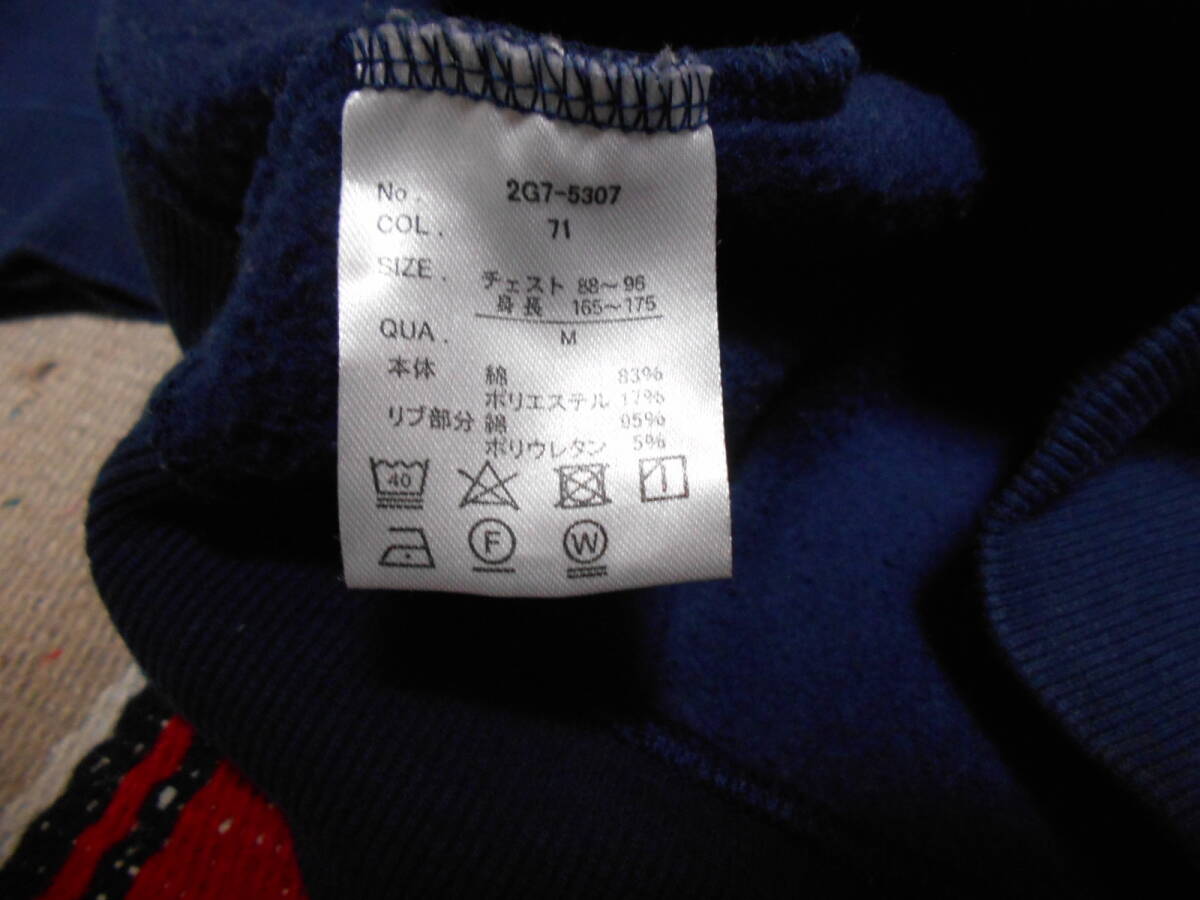 No. 2G7-5307
COL. 71
SIZE. チェスト 88～96
身長 165～175
M
QUA.
本体 綿 83%
ポリエステル 17%
リブ部分 綿 95%
ポリウレタン 5%
40
F W